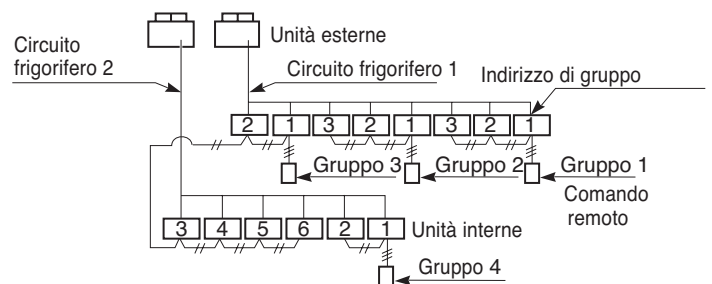 Unità esterne
Circuito
frigorifero 2
Circuito frigorifero 1
Indirizzo di gruppo
2 1 3 2 1 3 2 1
Gruppo 3
Gruppo 2
Gruppo 1
Comando
remoto
3 4 5 6 2 1
Unità interne
Gruppo 4